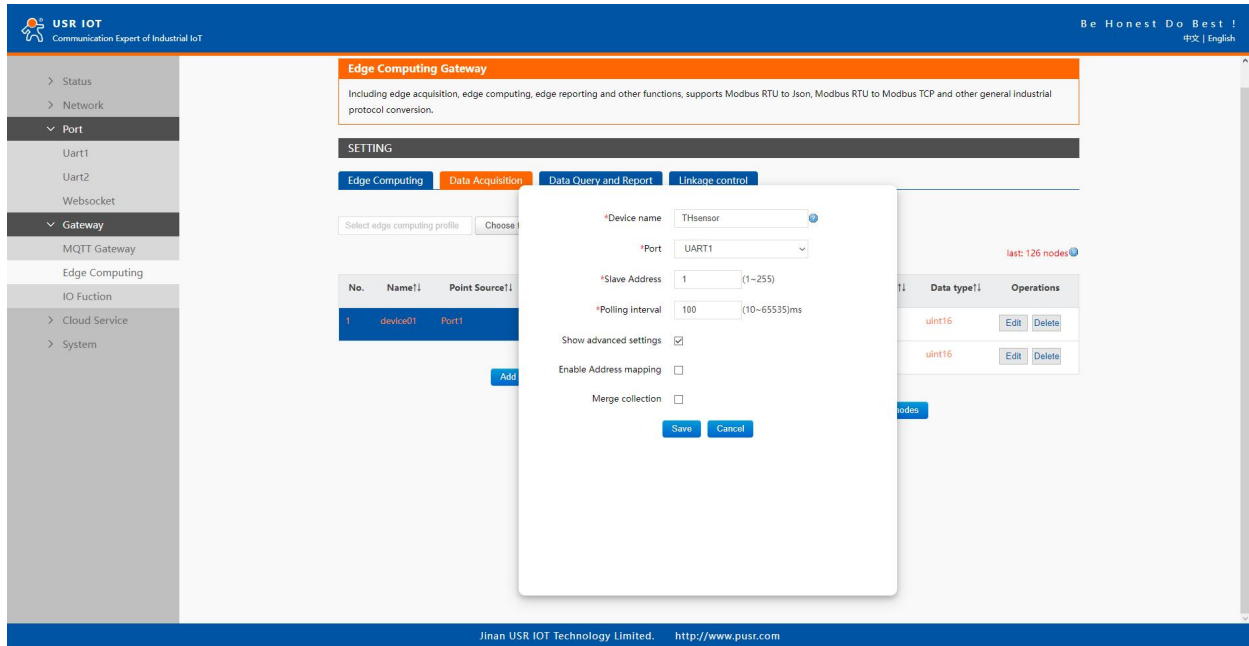 USR IOT
Communication Expert of Industrial IoT
Be Honest Do Best !
中文 | English
Status
Network
Port
Uart1
Uart2
Websocket
Gateway
MQTT Gateway
Edge Computing
IO Fuction
Cloud Service
System
Edge Computing Gateway
Including edge acquisition, edge computing, edge reporting and other functions, supports Modbus RTU to Json, Modbus RTU to Modbus TCP and other general industrial
protocol conversion.
SETTING
Edge Computing Data Acquisition Data Query and Report Linkage control
Select edge computing profile Choose
last: 126 nodes
No. Name↑↓ Point Source↑↓ ↑↓ Data type↑↓ Operations
1 device01 Port1 uint16 Edit Delete
uint16 Edit Delete
Add
nodes
*Device name THsensor
*Port UART1
*Slave Address 1 (1~255)
*Polling interval 100 (10~65535)ms
Show advanced settings
Enable Address mapping
Merge collection
Save Cancel
Jinan USR IOT Technology Limited. http://www.pusr.com